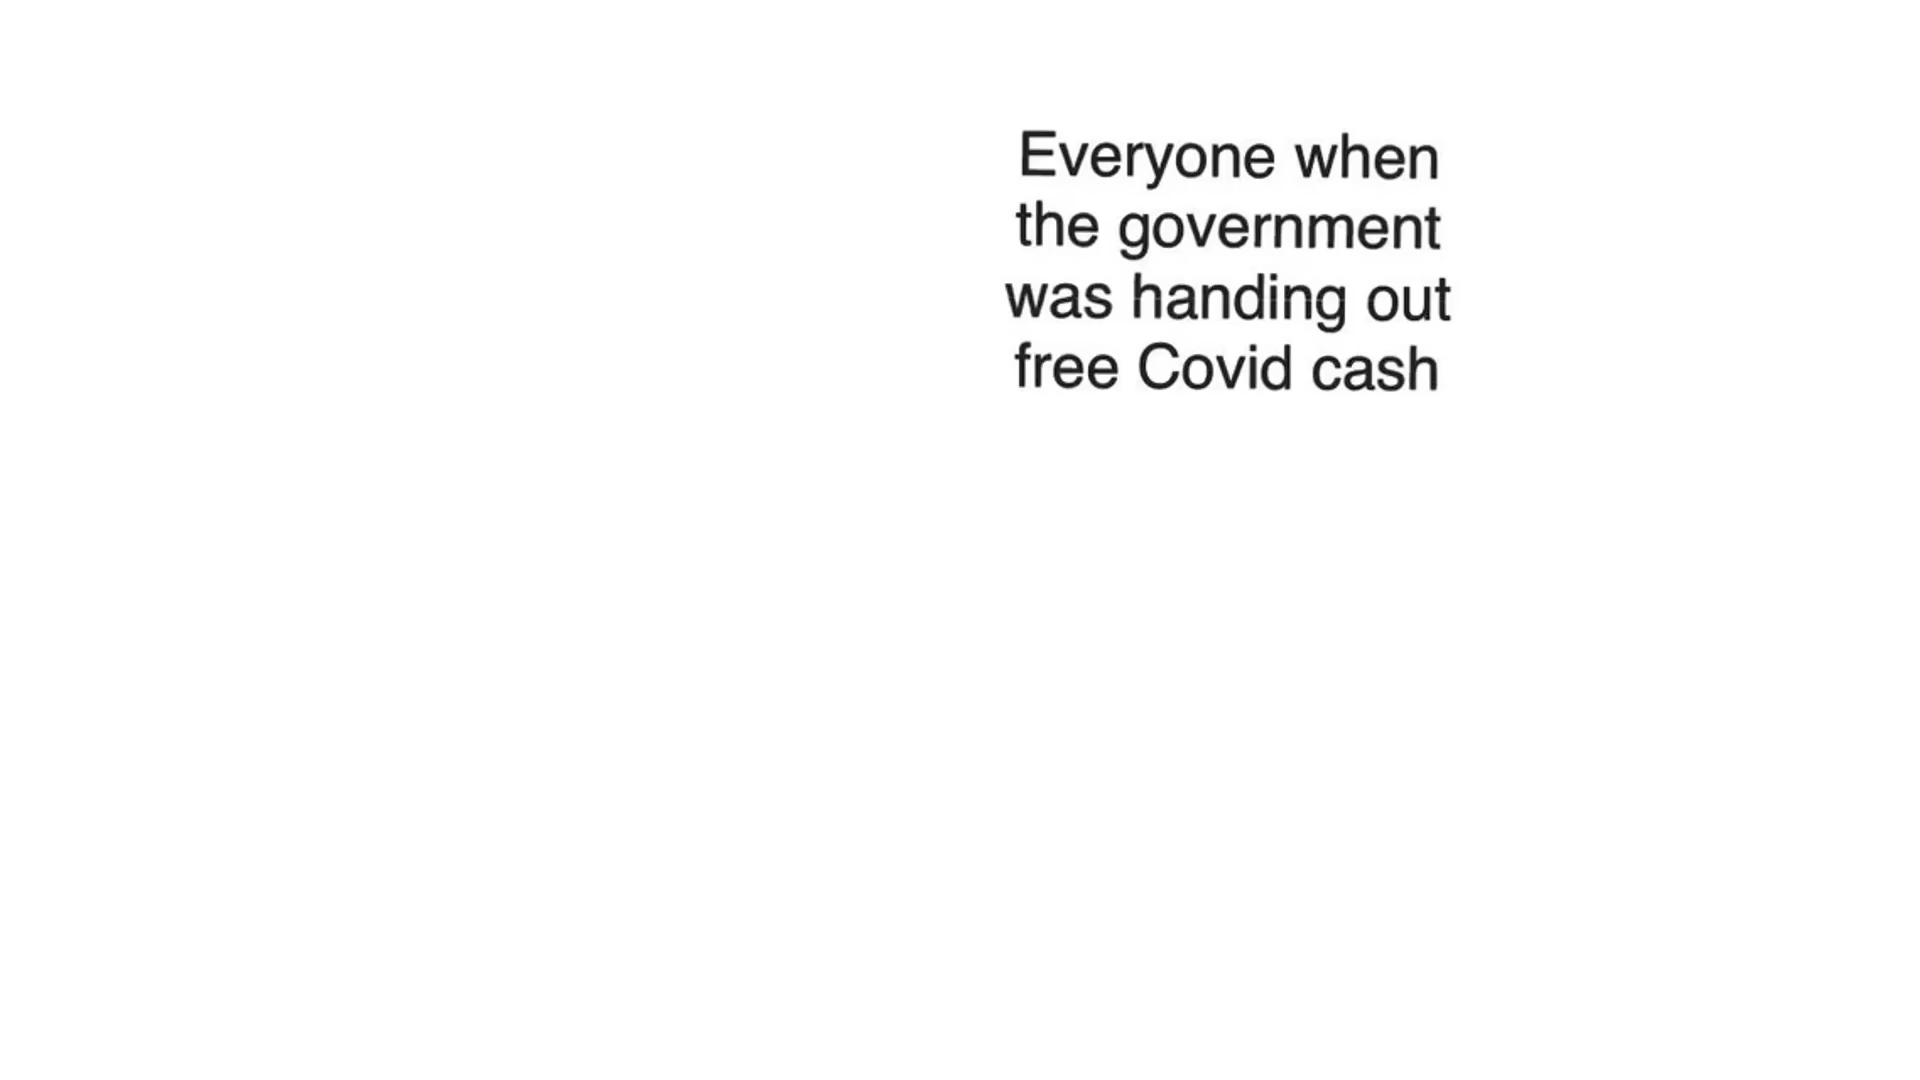 Everyone when
the government
was handing out
free Covid cash